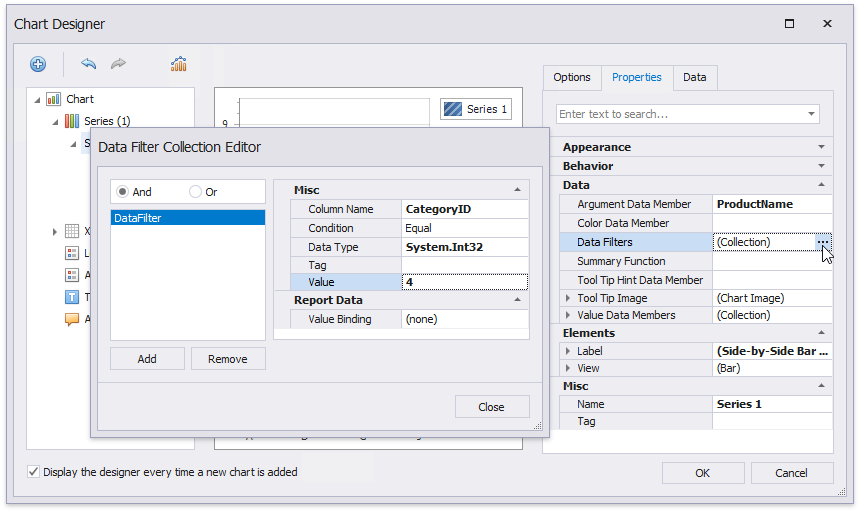 Chart Designer
Chart
Series (1)
S
X
L
A
T
A
9
Series 1
Data Filter Collection Editor
And
Or
DataFilter
Add
Remove
Misc
Column Name CategoryID
Condition Equal
Data Type System.Int32
Tag
Value 4
Report Data
Value Binding (none)
Close
Options
Properties
Data
Enter text to search...
Appearance
Behavior
Data
Argument Data Member ProductName
Color Data Member
Data Filters (Collection) ...
Summary Function
Tool Tip Hint Data Member
Tool Tip Image (Chart Image)
Value Data Members (Collection)
Elements
Label (Side-by-Side Bar ...
View (Bar)
Misc
Name Series 1
Tag
Display the designer every time a new chart is added
OK
Cancel